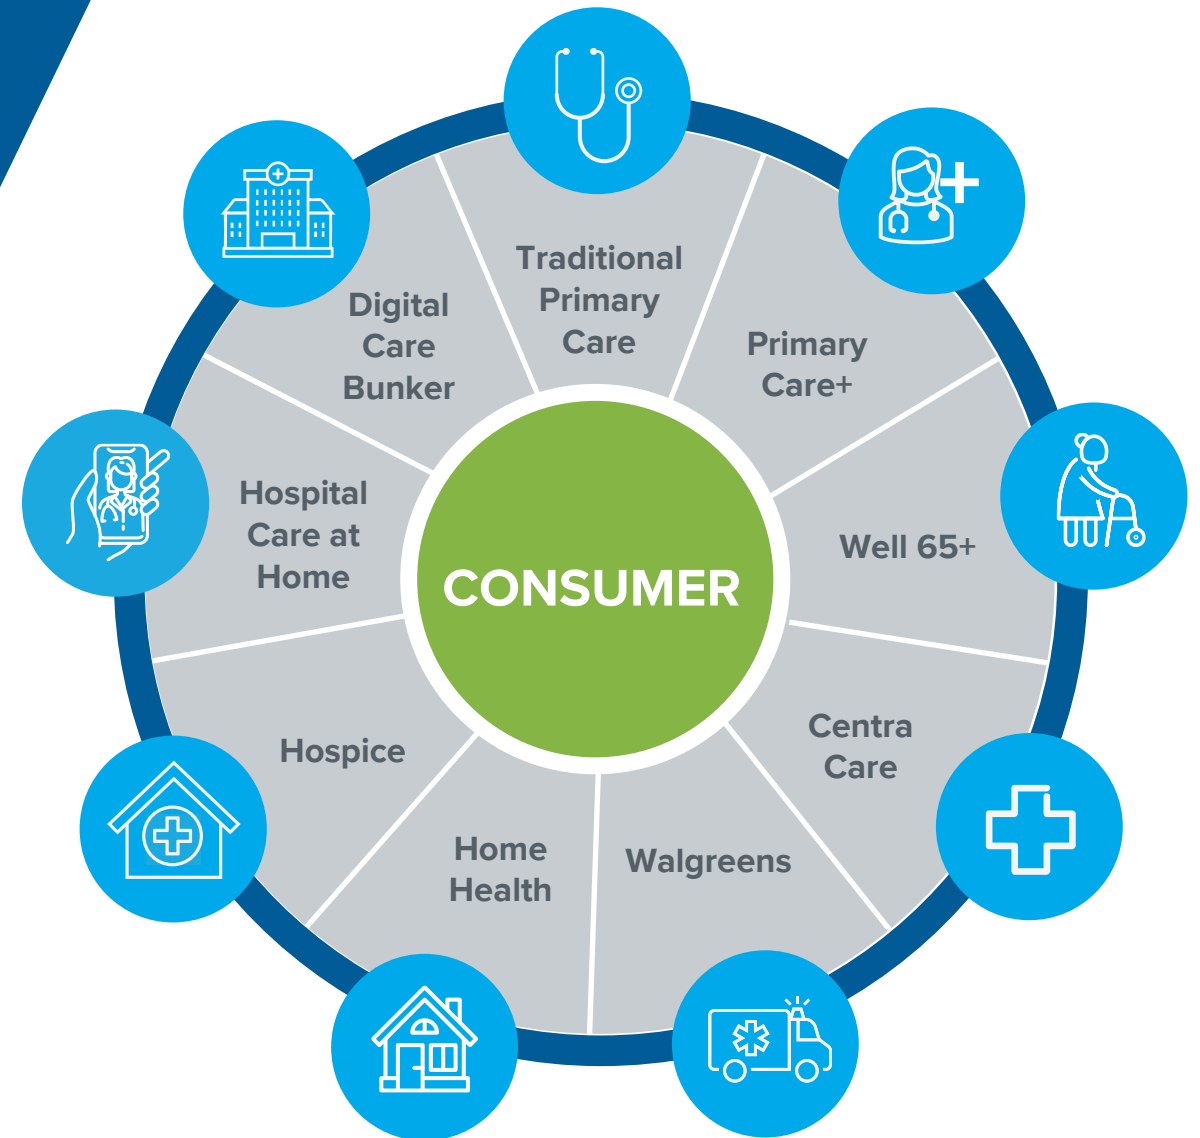 Traditional
Primary
Care
Primary
Care+
Well 65+
Centra
Care
Walgreens
Home
Health
Hospice
Hospital
Care at
Home
Digital
Care
Bunker
CONSUMER